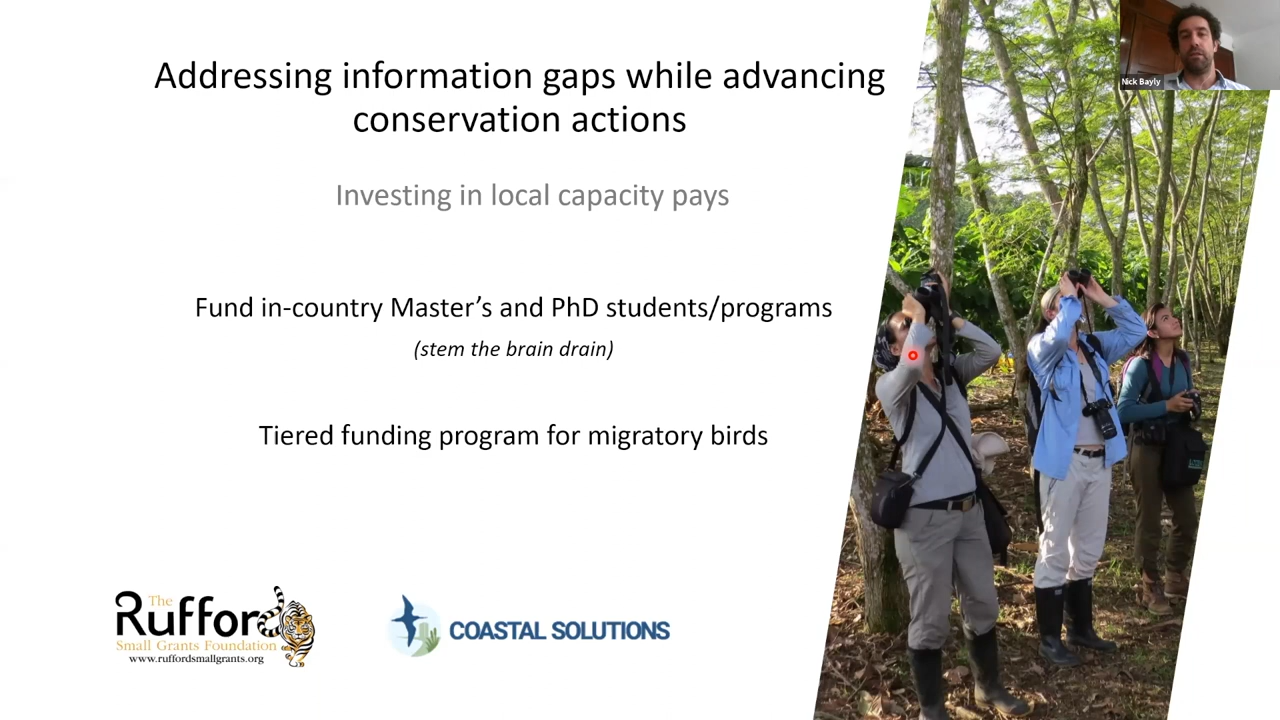 Addressing information gaps while advancing
conservation actions
Nick Bayly
Investing in local capacity pays
Fund in-country Master's and PhD students/programs
(stem the brain drain)
Tiered funding program for migratory birds
The
Rufford
Small Grants Foundation
www.ruffordsmallgrants.org
COASTAL SOLUTIONS